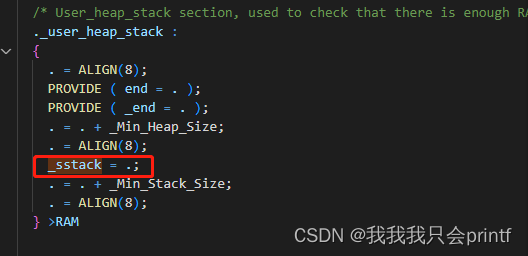 /* User_heap_stack section, used to check that there is enough RA
._user_heap_stack :
{
. = ALIGN(8);
PROVIDE ( end = . );
PROVIDE ( _end = . );
. = . + _Min_Heap_Size;
. = ALIGN(8);
_sstack = .;
. = . + _Min_Stack_Size;
. = ALIGN(8);
} >RAM
CSDN @我我我只会printf